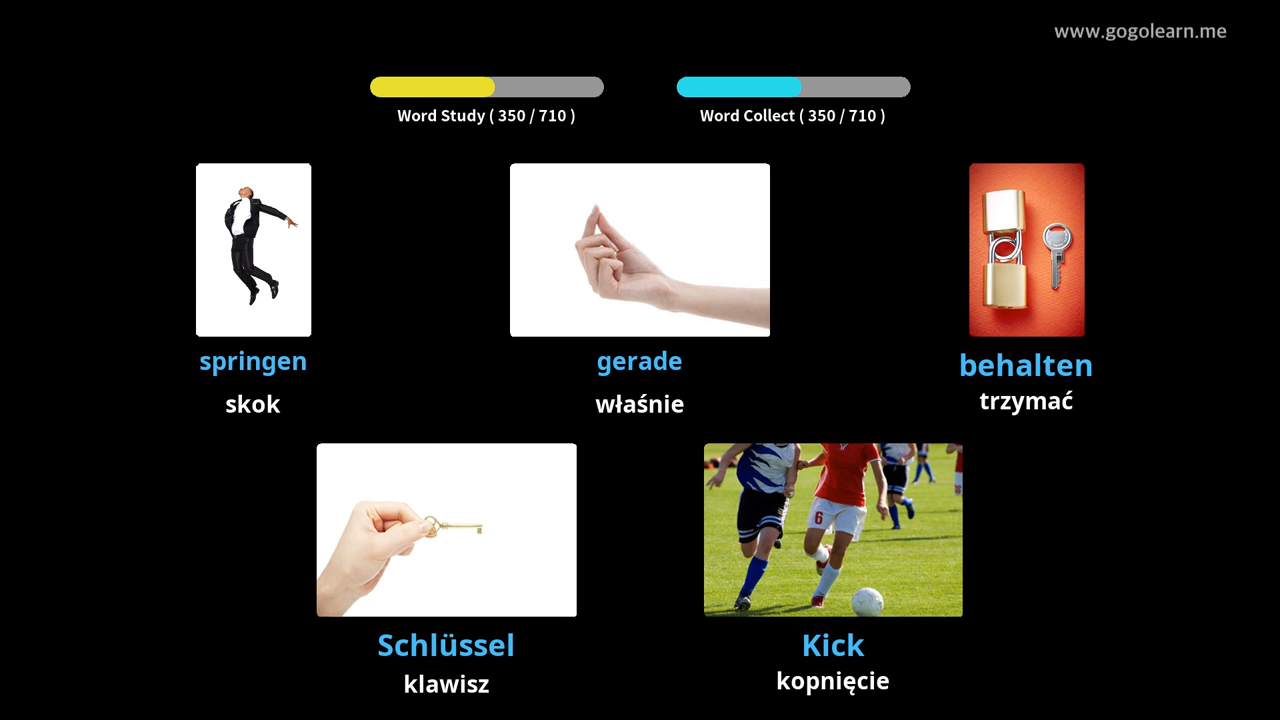 www.gogolearn.me
Word Study ( 350 / 710 )
Word Collect ( 350 / 710 )
springen
skok
gerade
właśnie
behalten
trzymać
Schlüssel
klawisz
Kick
kopnięcie
6